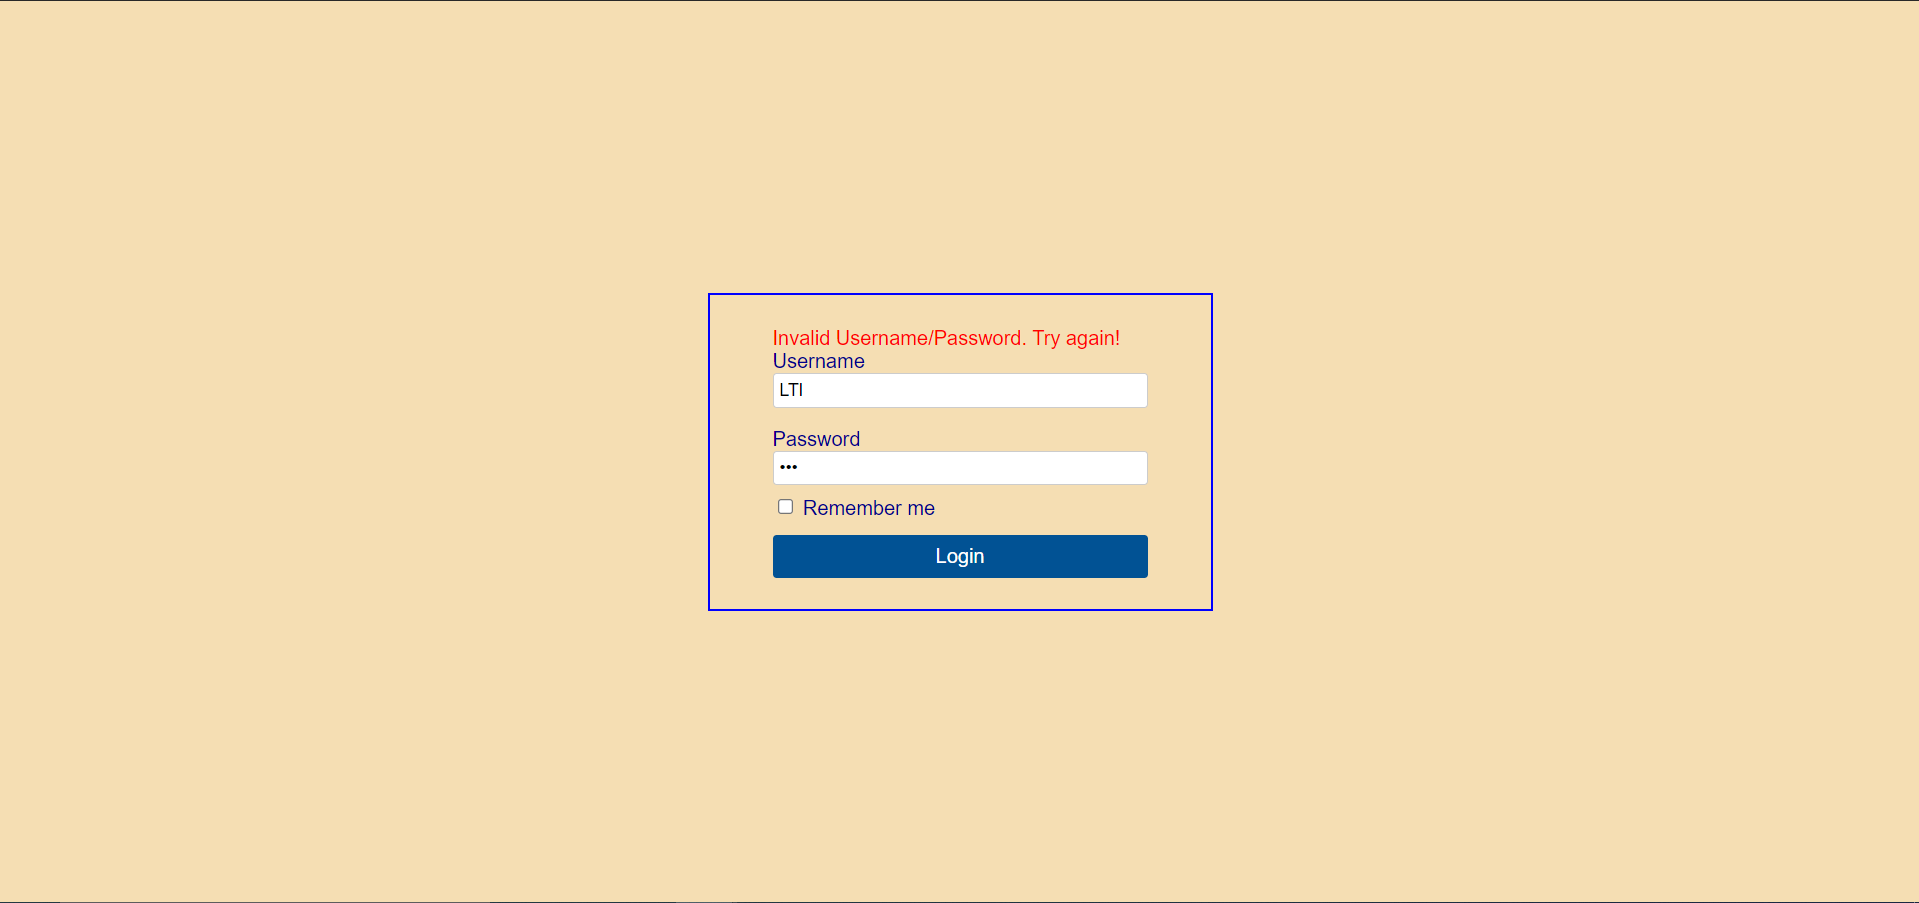 Invalid Username/Password. Try again!
Username
LTI
Password
•••
Remember me
Login